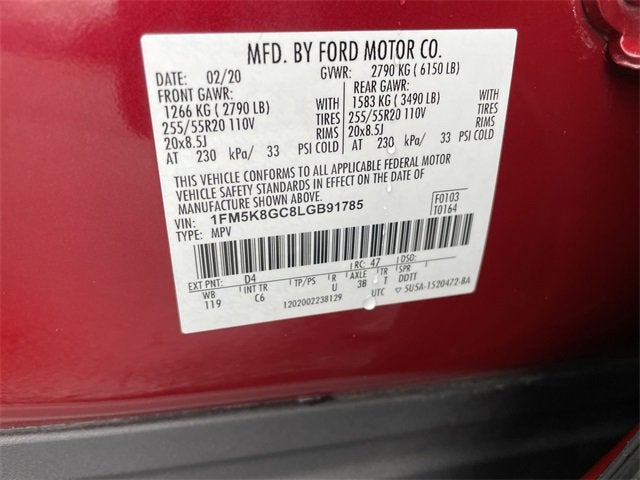 MFD. BY FORD MOTOR CO.
DATE: 02/20 GVWR: 2790 KG ( 6150 LB)
FRONT GAWR: REAR GAWR:
1266 KG ( 2790 LB) WITH 1583 KG ( 3490 LB) WITH
255/55R20 110V TIRES 255/55R20 110V TIRES
20x8.5J RIMS 20x8.5J RIMS
AT 230 kPa/ 33 PSI COLD AT 230 kPa/ 33 PSI COLD
THIS VEHICLE CONFORMS TO ALL APPLICABLE FEDERAL MOTOR
VEHICLE SAFETY STANDARDS IN EFFECT ON THE DATE OF
MANUFACTURE SHOWN ABOVE.
VIN: 1FM5K8GC8LGB91785 F0103
TYPE: MPV T0164
EXT PNT: D4 RC: 47 DSO:
WB INT TR TP/PS R AXLE TR SPR
119 C6 U 3B T DDTT
1202002238129 UTC 5U5A-1520472-BA